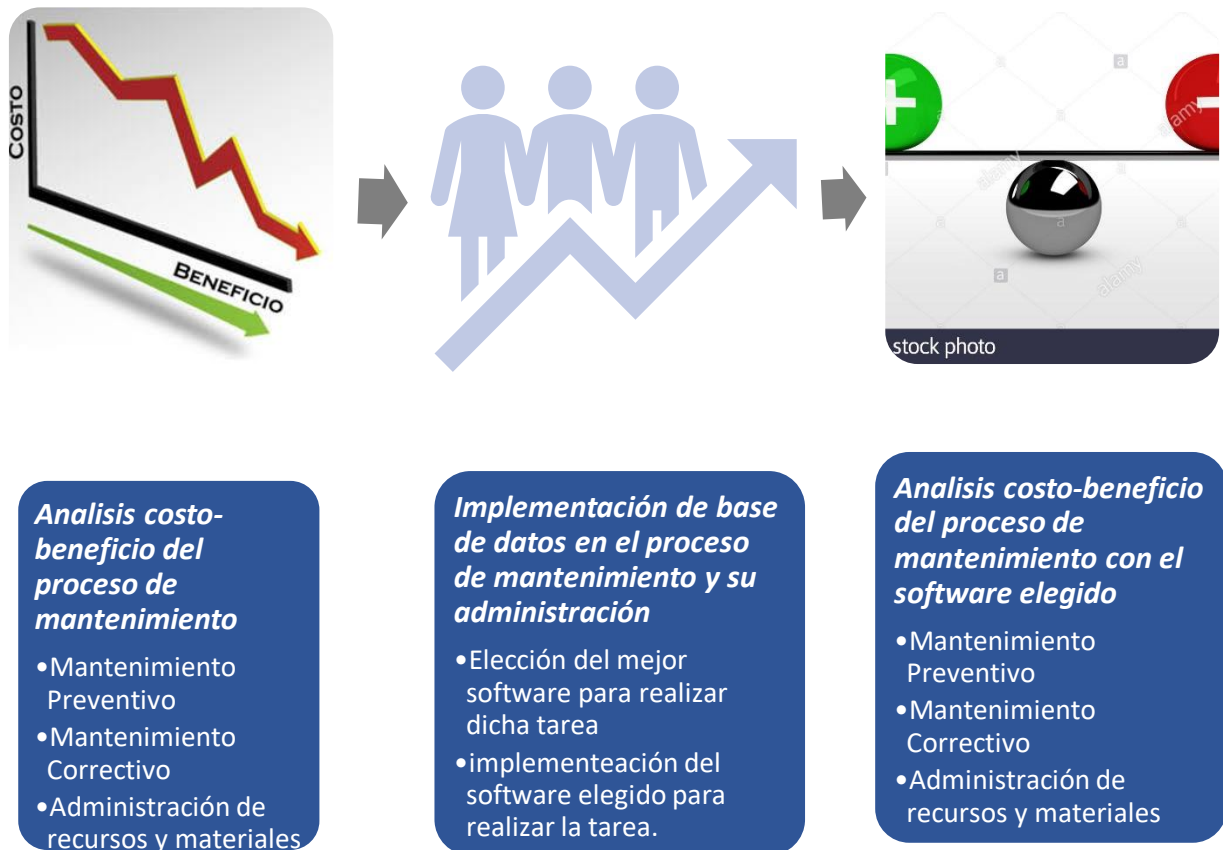 COSTO
BENEFICIO
+
−
a
a
a
a
a
a
a
alamy
alamy
alamy
stock photo
Analisis costo-
beneficio del
proceso de
mantenimiento
•Mantenimiento
Preventivo
•Mantenimiento
Correctivo
•Administración de
recursos y materiales
Implementación de base
de datos en el proceso
de mantenimiento y su
administración
•Elección del mejor
software para realizar
dicha tarea
•implementeación del
software elegido para
realizar la tarea.
Analisis costo-beneficio
del proceso de
mantenimiento con el
software elegido
•Mantenimiento
Preventivo
•Mantenimiento
Correctivo
•Administración de
recursos y materiales